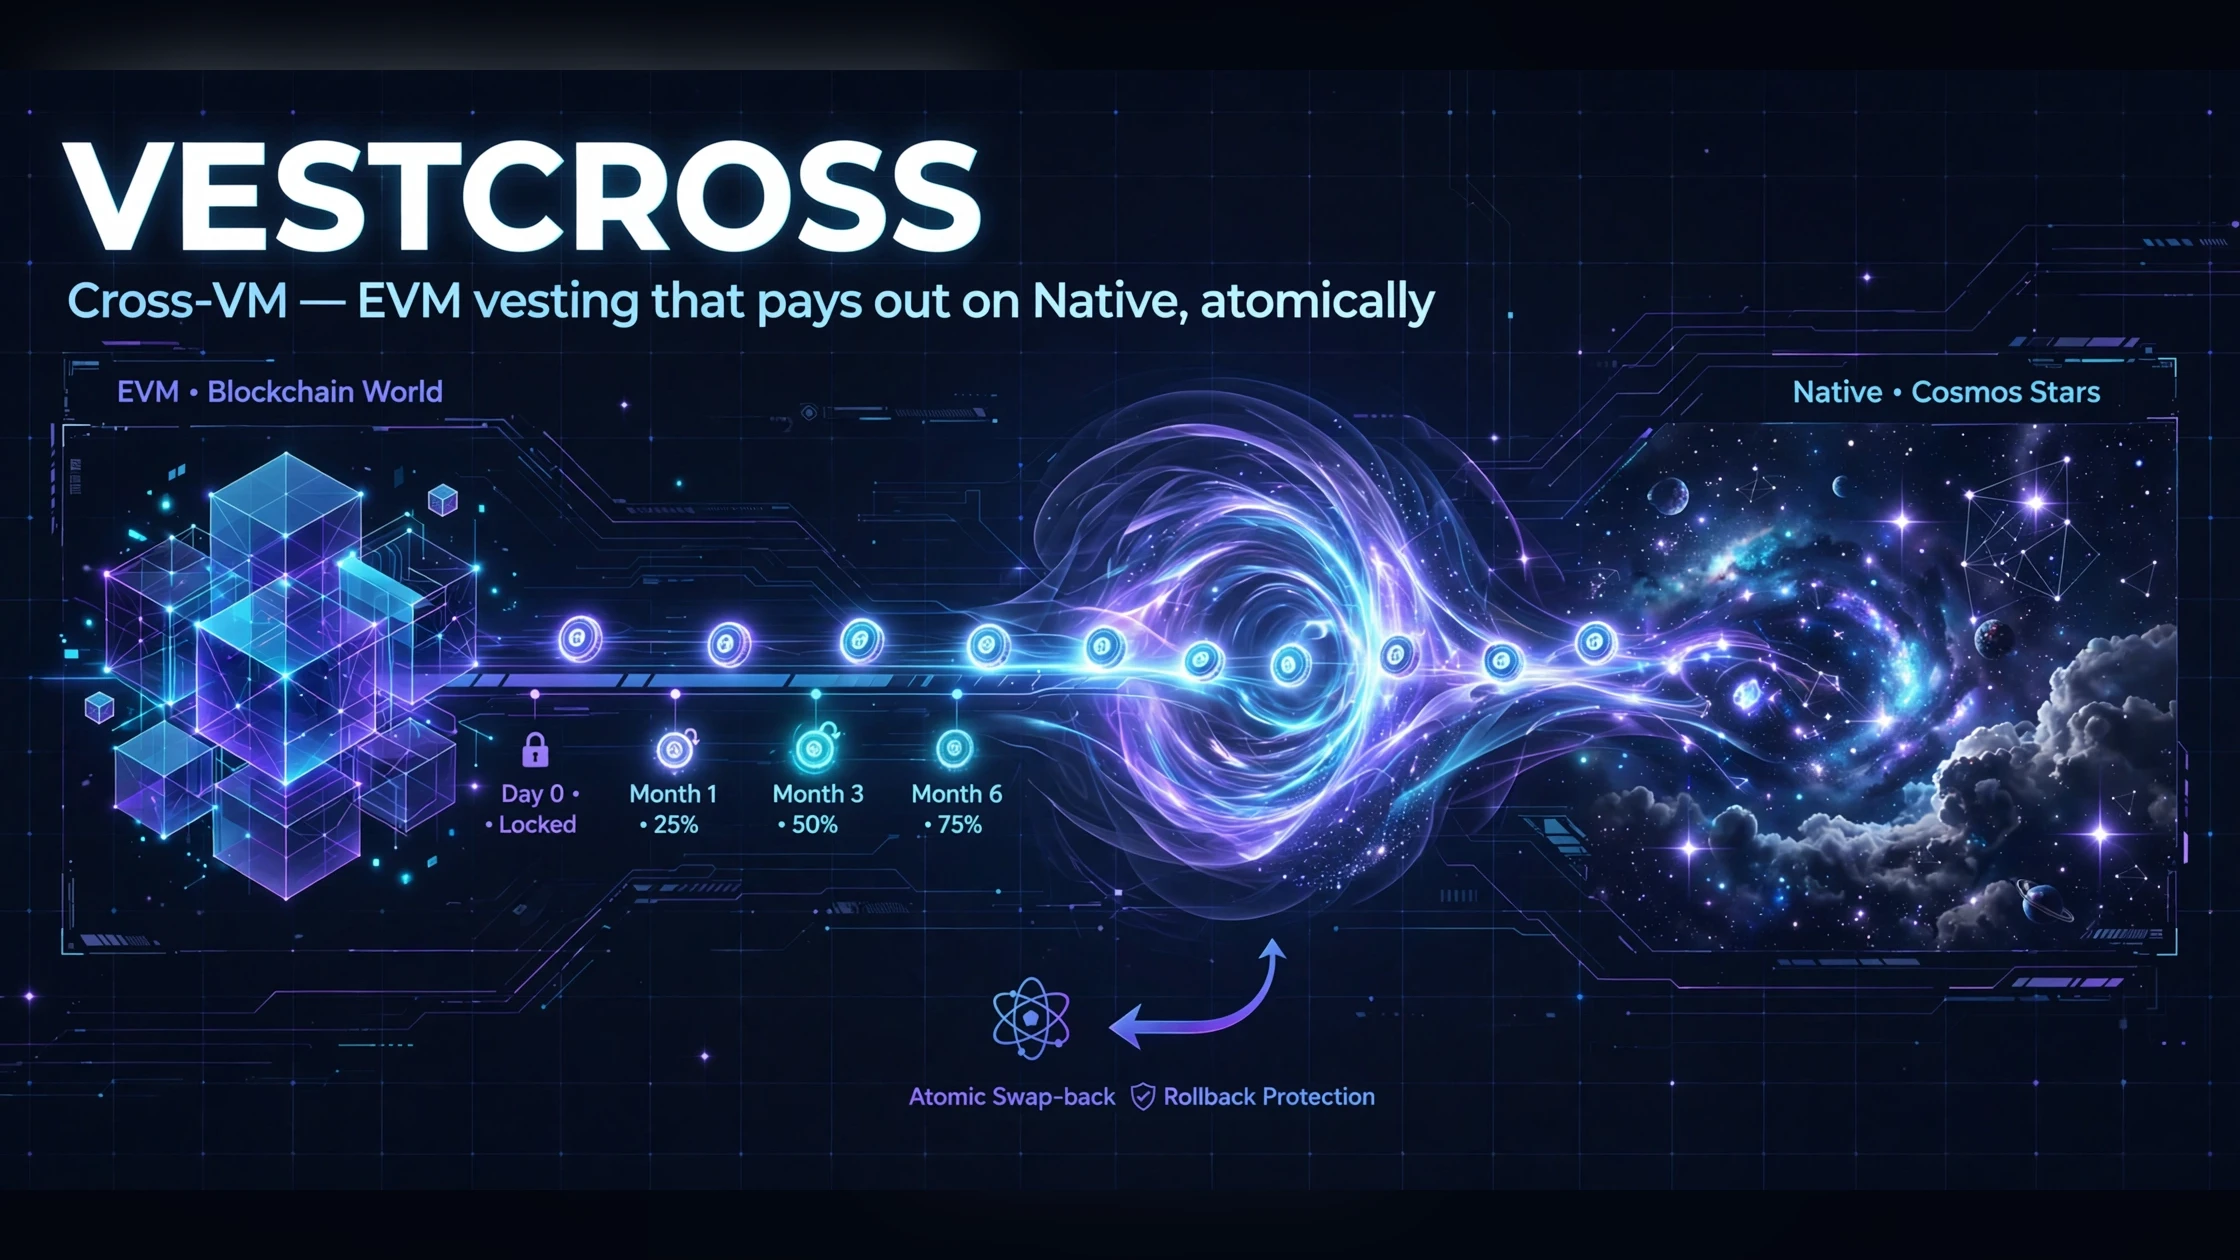 VESTCROSS
Cross-VM — EVM vesting that pays out on Native, atomically
EVM • Blockchain World
Native • Cosmos Stars
Day 0 •
• Locked
Month 1
• 25%
Month 3
• 50%
Month 6
• 75%
Atomic Swap-back
Rollback Protection